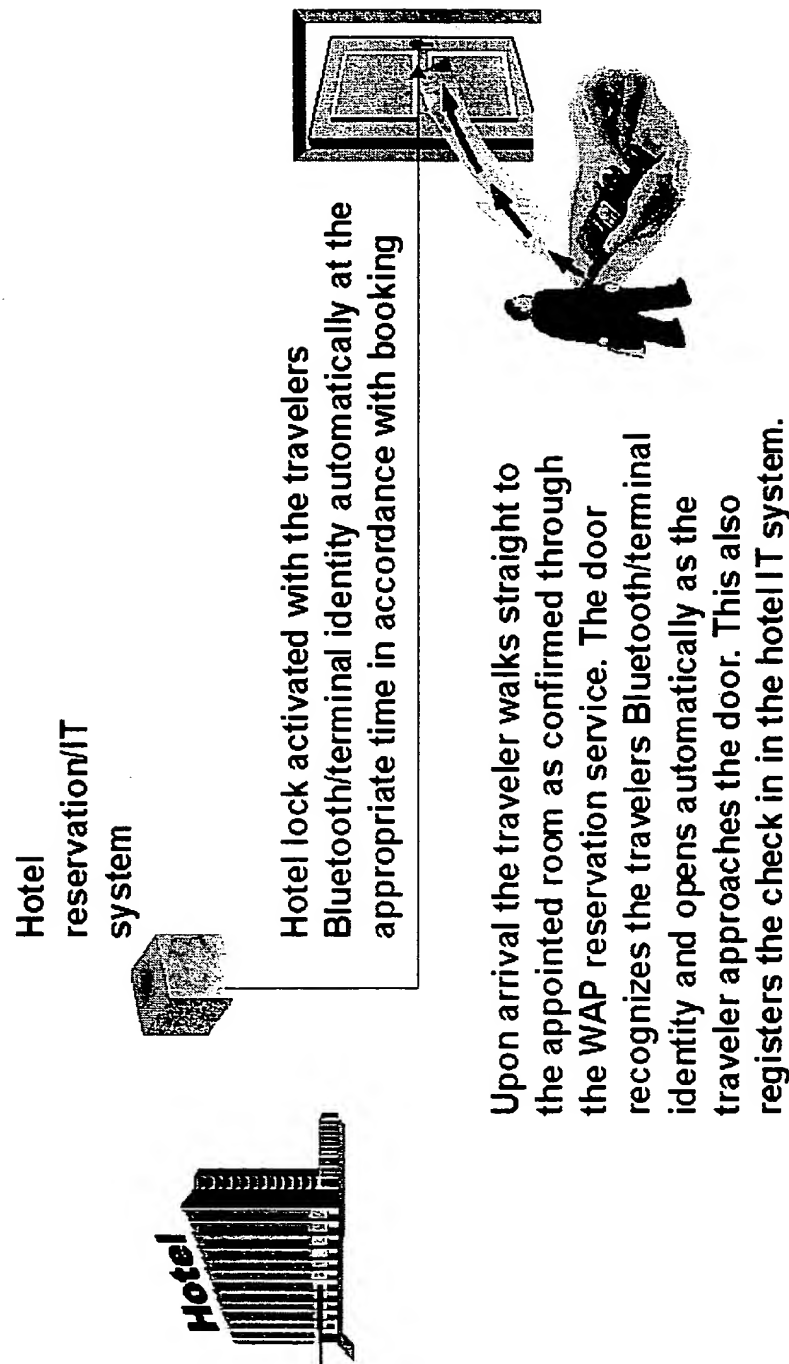 Hotel
Hotel
reservation/IT
system
Hotel lock activated with the travelers
Bluetooth/terminal identity automatically at the
appropriate time in accordance with booking
Upon arrival the traveler walks straight to
the appointed room as confirmed through
the WAP reservation service. The door
recognizes the travelers Bluetooth/terminal
identity and opens automatically as the
traveler approaches the door. This also
registers the check in in the hotel IT system.